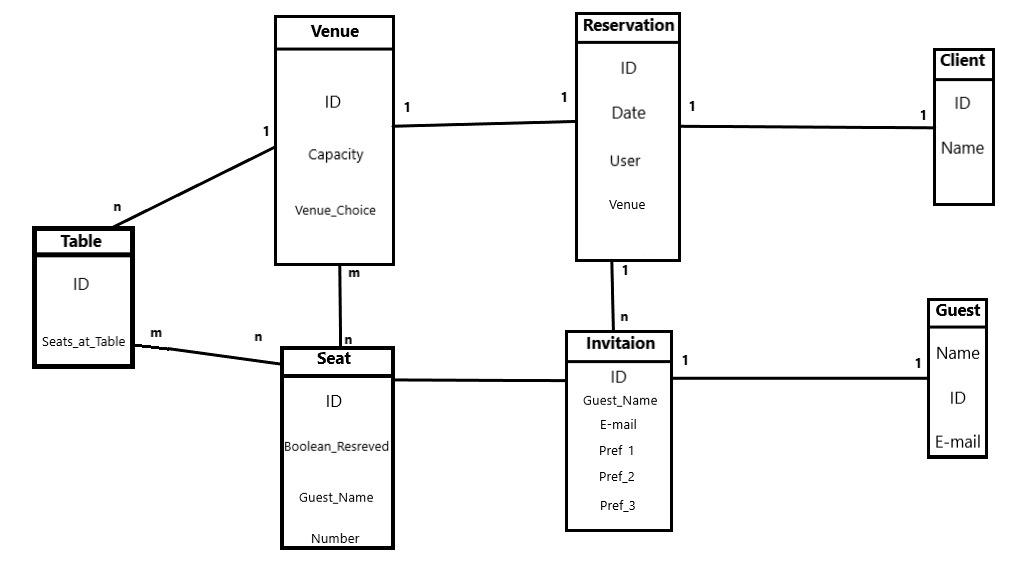 Venue
ID
Capacity
Venue_Choice
1
1
Reservation
ID
Date
User
Venue
1
1
Client
ID
Name
1
n
Table
ID
Seats_at_Table
m
n
m
n
Seat
ID
Boolean_Resreved
Guest_Name
Number
1
n
Invitaion
ID
Guest_Name
E-mail
Pref 1
Pref_2
Pref_3
1
1
Guest
Name
ID
E-mail